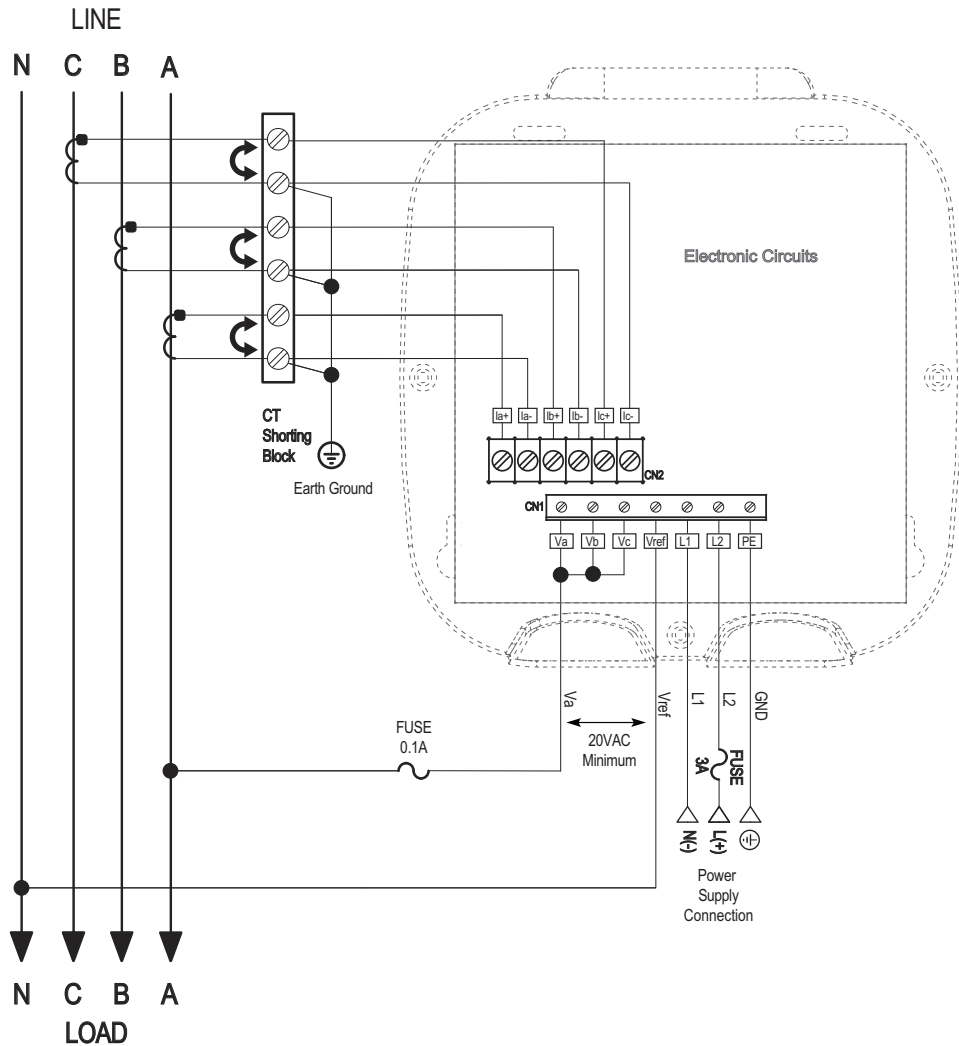 LINE
N C B A
Electronic Circuits
CT
Shorting
Block
Earth Ground
Ia+ Ia- Ib+ Ib- Ic+ Ic-
CN2
CN1
Va Vb Vc Vref L1 L2 PE
Va
Vref
L1
L2
GND
FUSE
0.1A
20VAC
Minimum
FUSE
3A
N(-)
L(+)
Power
Supply
Connection
N C B A
LOAD